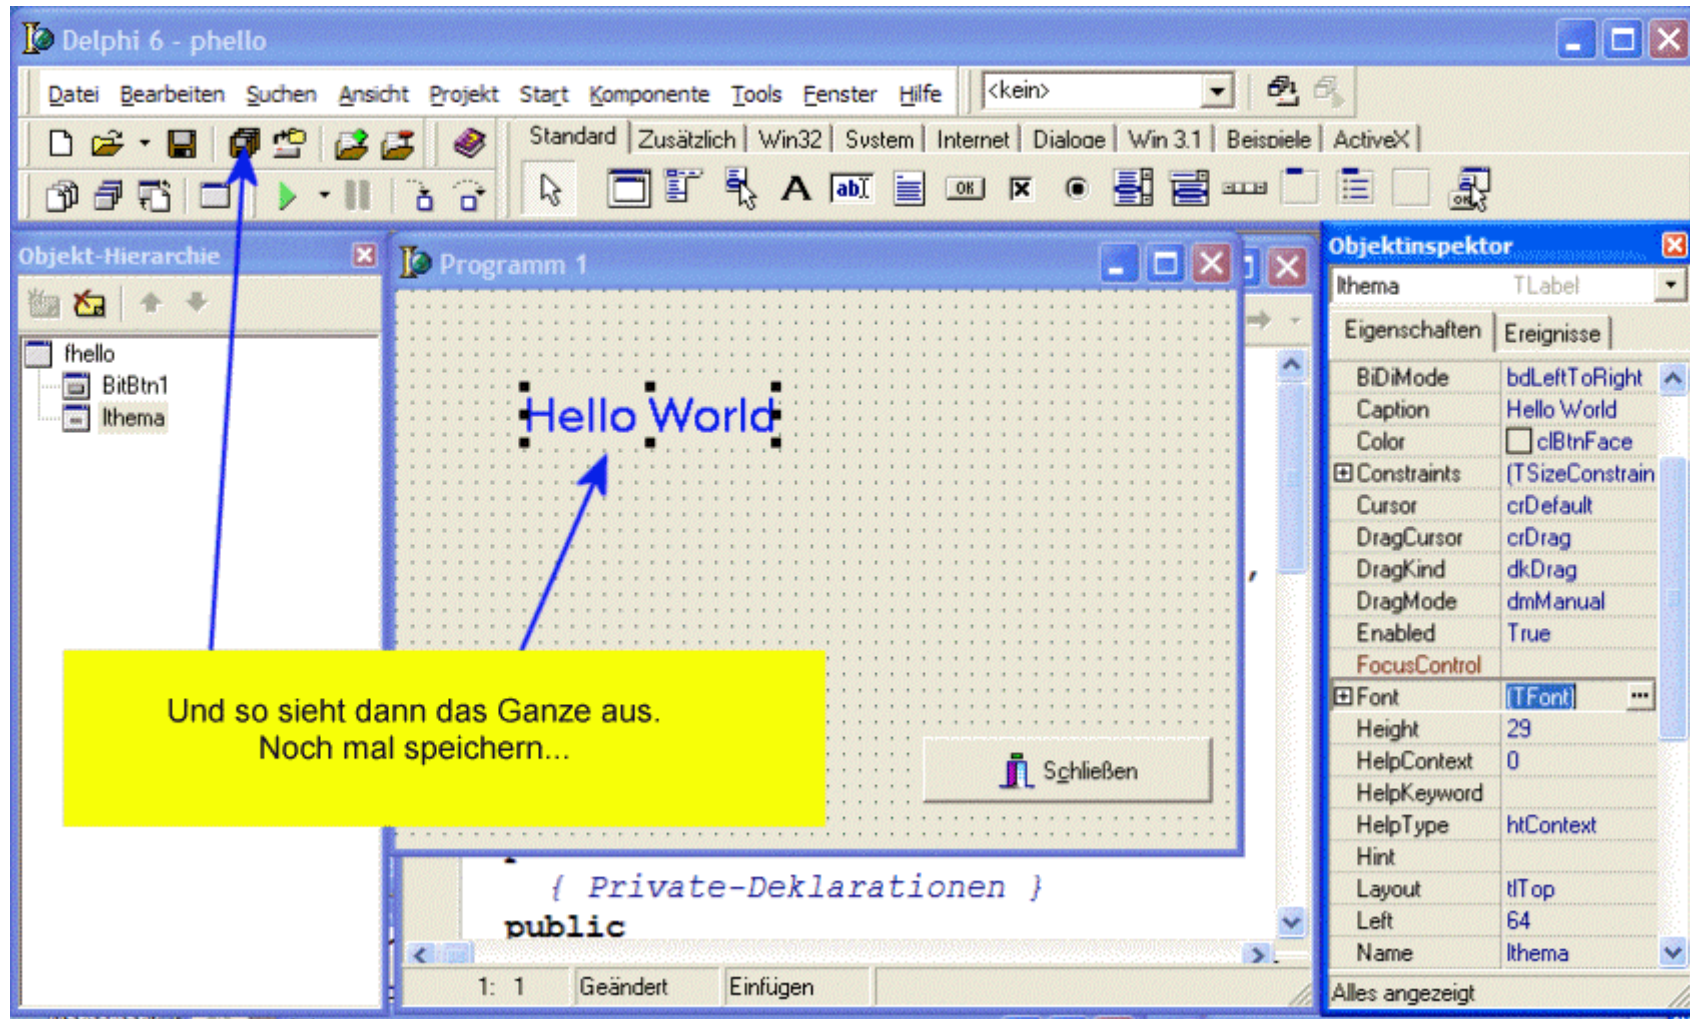 Delphi 6 - phello
Datei Bearbeiten Suchen Ansicht Projekt Start Komponente Tools Fenster Hilfe <kein>
Standard Zusätzlich Win32 System Internet Dialoge Win 3.1 Beispiele ActiveX
A ab OK
Objekt-Hierarchie
fhello
BitBtn1
lthema
Programm 1
Hello World
Schließen
Und so sieht dann das Ganze aus.
Noch mal speichern...
{ Private-Deklarationen }
public
1: 1 Geändert Einfügen
Objektinspektor
lthema TLabel
Eigenschaften Ereignisse
BiDiMode bdLeftToRight
Caption Hello World
Color clBtnFace
Constraints (TSizeConstrain
Cursor crDefault
DragCursor crDrag
DragKind dkDrag
DragMode dmManual
Enabled True
FocusControl
Font (TFont) ...
Height 29
HelpContext 0
HelpKeyword
HelpType htContext
Hint
Layout tlTop
Left 64
Name lthema
Alles angezeigt